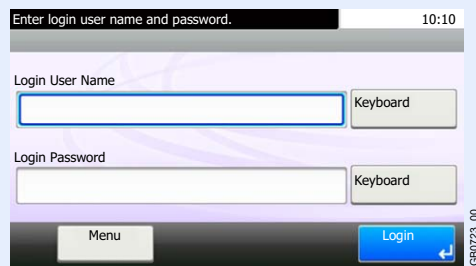 Enter login user name and password. 10:10
Login User Name
Keyboard
Login Password
Keyboard
Menu Login
GB0723_00